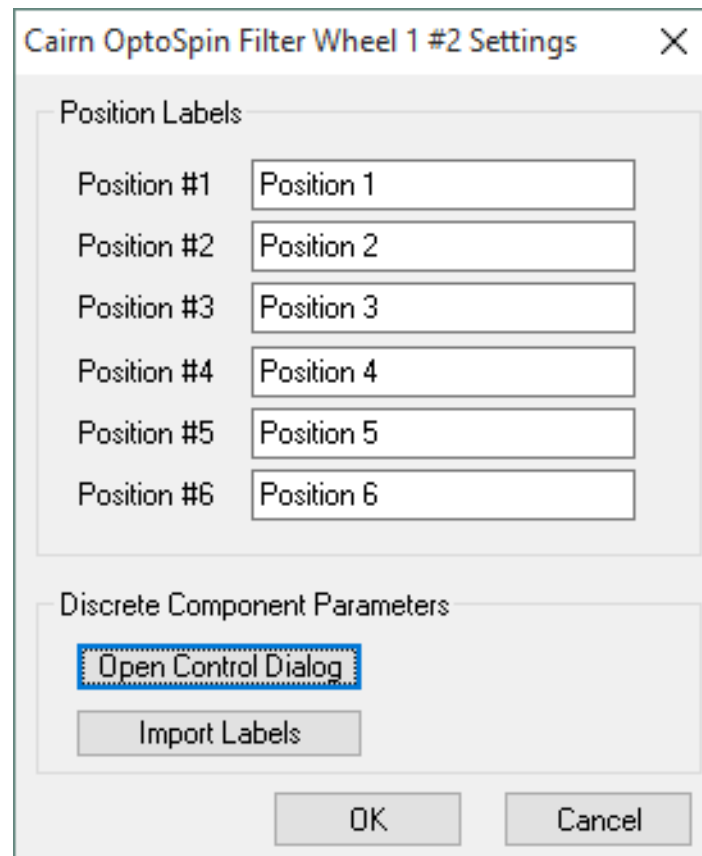 Cairn OptoSpin Filter Wheel 1 #2 Settings
Position Labels
Position #1 Position 1
Position #2 Position 2
Position #3 Position 3
Position #4 Position 4
Position #5 Position 5
Position #6 Position 6
Discrete Component Parameters
Open Control Dialog
Import Labels
OK Cancel